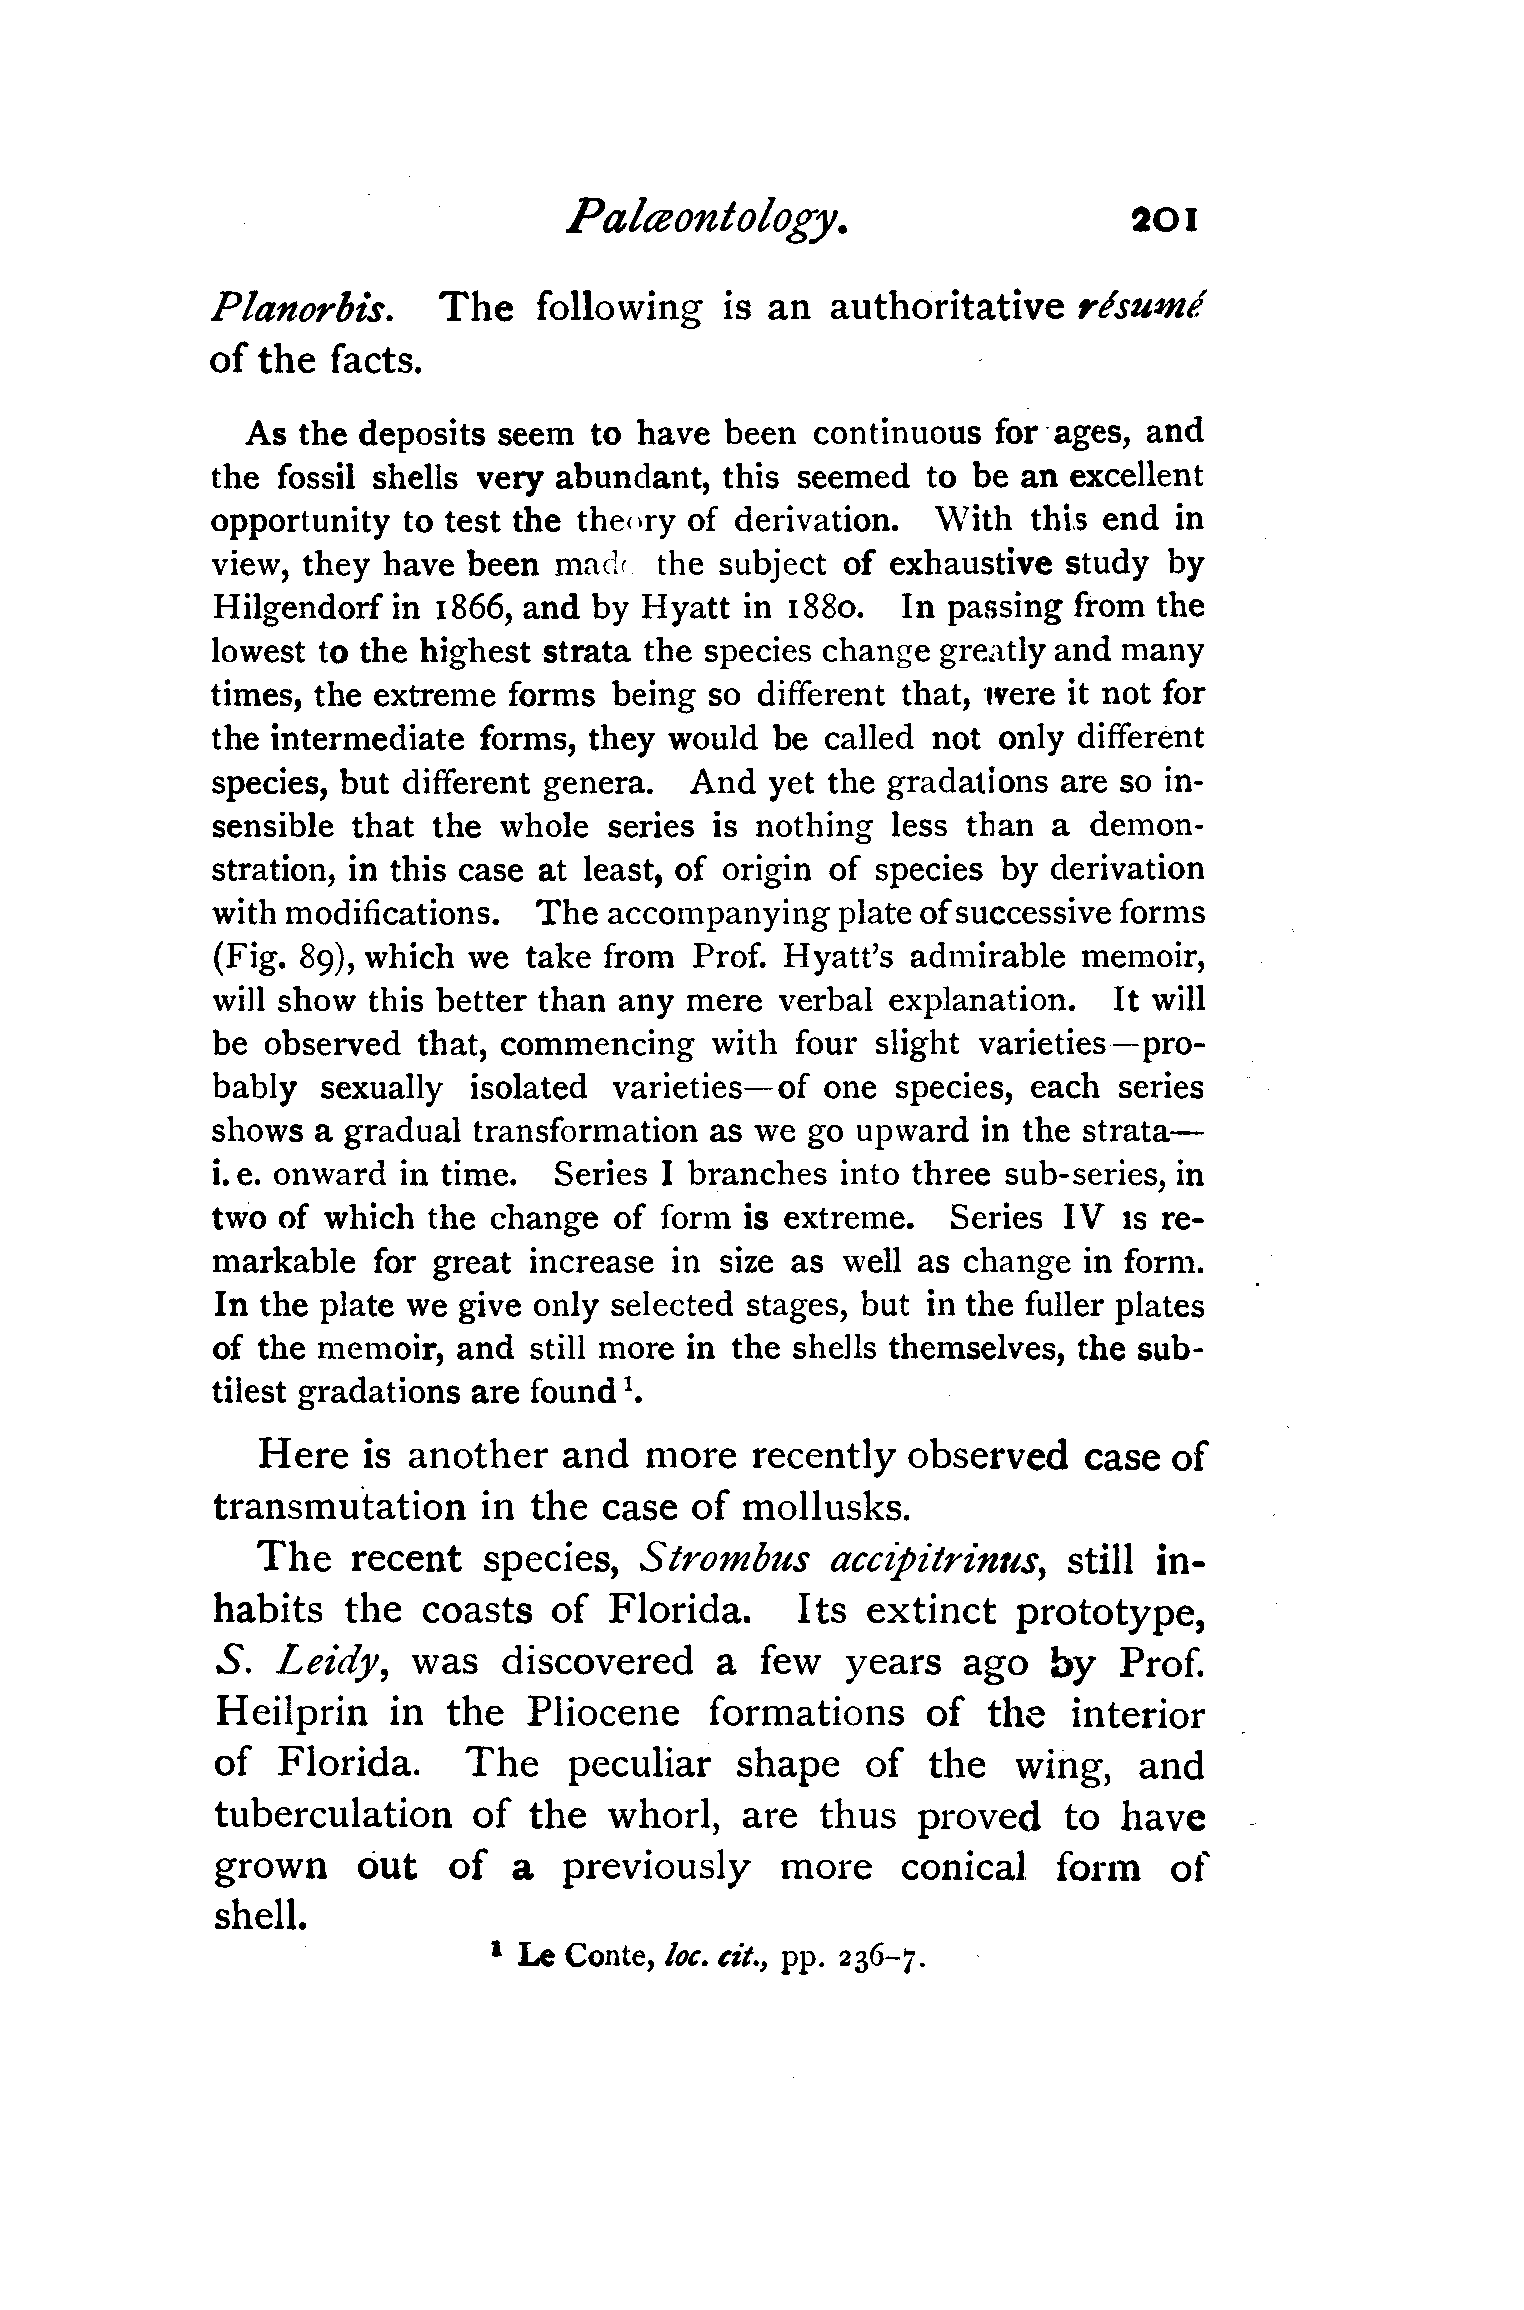 Palæontology. 201
Planorbis. The following is an authoritative résumé
of the facts.
As the deposits seem to have been continuous for ages, and
the fossil shells very abundant, this seemed to be an excellent
opportunity to test the theory of derivation. With this end in
view, they have been made the subject of exhaustive study by
Hilgendorf in 1866, and by Hyatt in 1880. In passing from the
lowest to the highest strata the species change greatly and many
times, the extreme forms being so different that, were it not for
the intermediate forms, they would be called not only different
species, but different genera. And yet the gradations are so in-
sensible that the whole series is nothing less than a demon-
stration, in this case at least, of origin of species by derivation
with modifications. The accompanying plate of successive forms
(Fig. 89), which we take from Prof. Hyatt's admirable memoir,
will show this better than any mere verbal explanation. It will
be observed that, commencing with four slight varieties—pro-
bably sexually isolated varieties—of one species, each series
shows a gradual transformation as we go upward in the strata—
i. e. onward in time. Series I branches into three sub-series, in
two of which the change of form is extreme. Series IV is re-
markable for great increase in size as well as change in form.
In the plate we give only selected stages, but in the fuller plates
of the memoir, and still more in the shells themselves, the sub-
tilest gradations are found ¹.
Here is another and more recently observed case of
transmutation in the case of mollusks.
The recent species, Strombus accipitrinus, still in-
habits the coasts of Florida. Its extinct prototype,
S. Leidy, was discovered a few years ago by Prof.
Heilprin in the Pliocene formations of the interior
of Florida. The peculiar shape of the wing, and
tuberculation of the whorl, are thus proved to have
grown out of a previously more conical form of
shell.
¹ Le Conte, loc. cit., pp. 236–7.